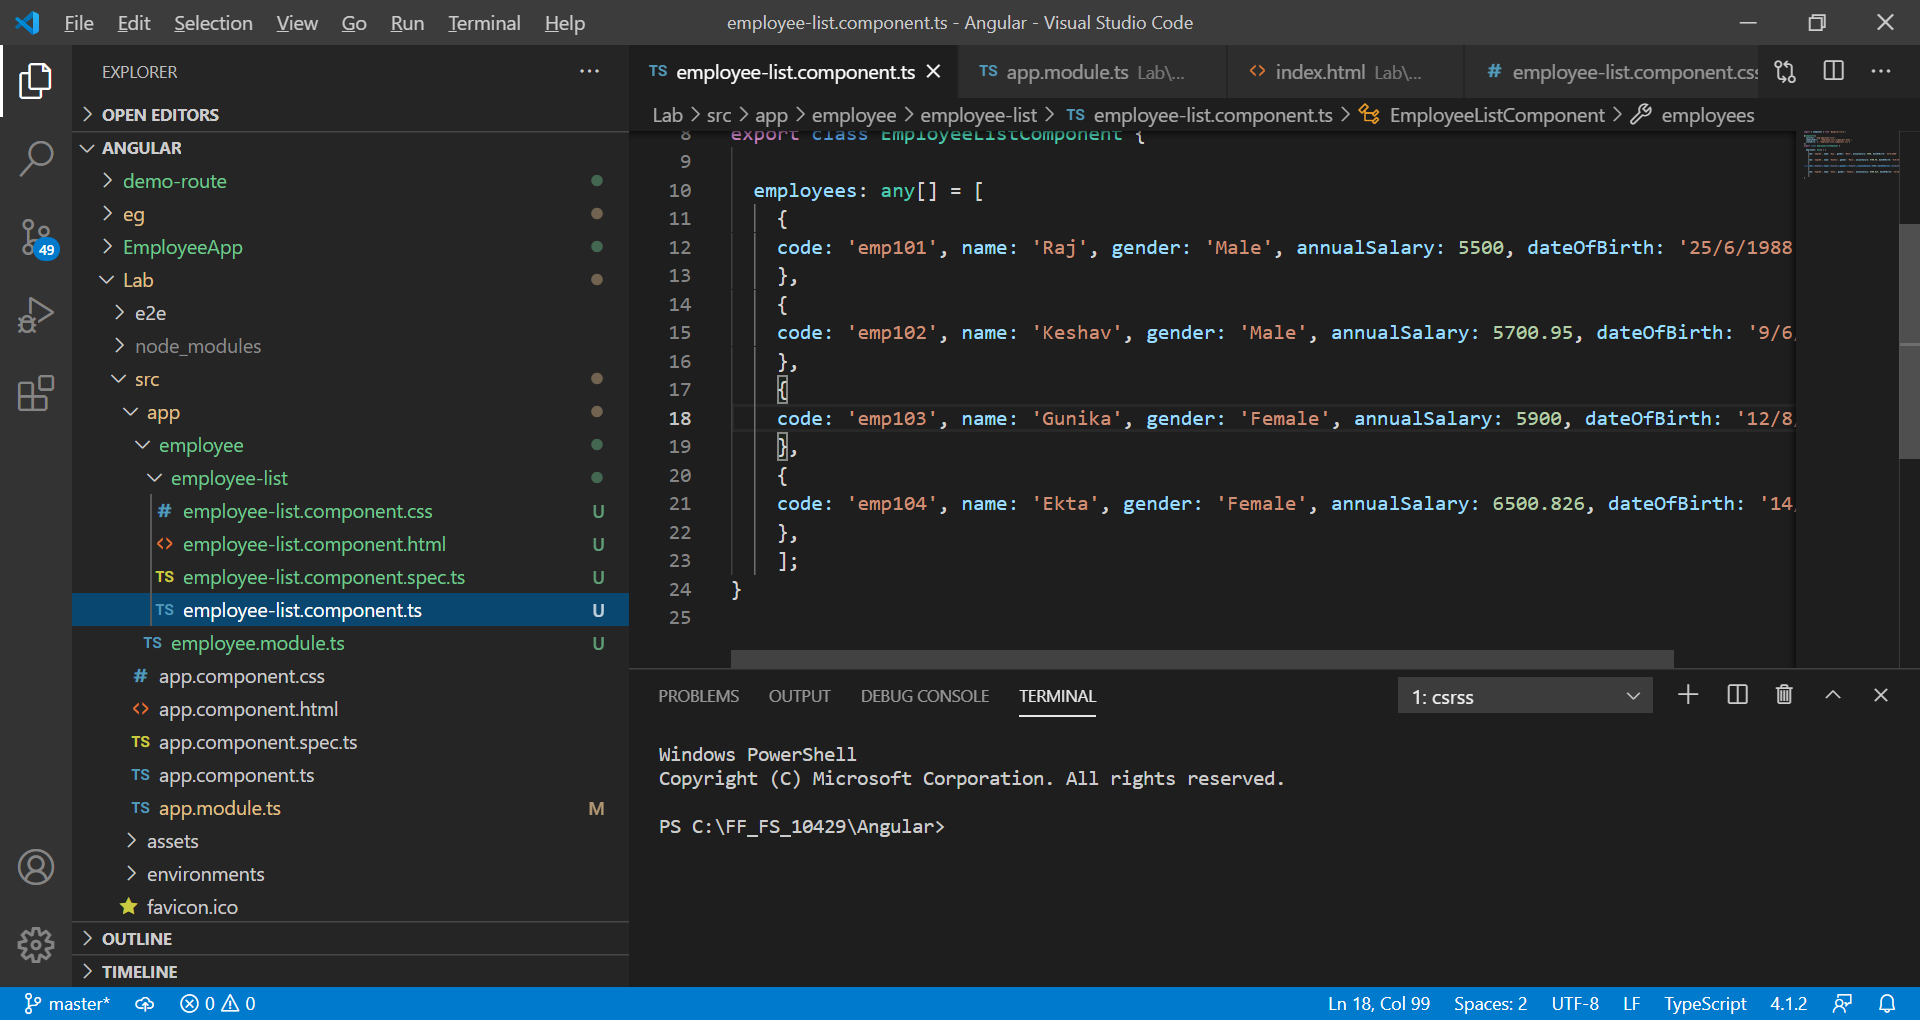 File Edit Selection View Go Run Terminal Help
employee-list.component.ts - Angular - Visual Studio Code
EXPLORER
OPEN EDITORS
ANGULAR
demo-route
eg
EmployeeApp
Lab
e2e
node_modules
src
app
employee
employee-list
# employee-list.component.css U
<> employee-list.component.html U
TS employee-list.component.spec.ts U
TS employee-list.component.ts U
TS employee.module.ts U
# app.component.css
<> app.component.html
TS app.component.spec.ts
TS app.component.ts
TS app.module.ts M
assets
environments
favicon.ico
OUTLINE
TIMELINE
49
TS employee-list.component.ts
TS app.module.ts Lab\...
<> index.html Lab\...
# employee-list.component.css
Lab > src > app > employee > employee-list > TS employee-list.component.ts > EmployeeListComponent > employees
8 export class EmployeeListComponent {
9
10 employees: any[] = [
11 {
12 code: 'emp101', name: 'Raj', gender: 'Male', annualSalary: 5500, dateOfBirth: '25/6/1988
13 },
14 {
15 code: 'emp102', name: 'Keshav', gender: 'Male', annualSalary: 5700.95, dateOfBirth: '9/6/
16 },
17 {
18 code: 'emp103', name: 'Gunika', gender: 'Female', annualSalary: 5900, dateOfBirth: '12/8/
19 },
20 {
21 code: 'emp104', name: 'Ekta', gender: 'Female', annualSalary: 6500.826, dateOfBirth: '14/
22 },
23 ];
24 }
25
PROBLEMS OUTPUT DEBUG CONSOLE TERMINAL
1: csrss
Windows PowerShell
Copyright (C) Microsoft Corporation. All rights reserved.
PS C:\FF_FS_10429\Angular>
master* 0 0
Ln 18, Col 99 Spaces: 2 UTF-8 LF TypeScript 4.1.2